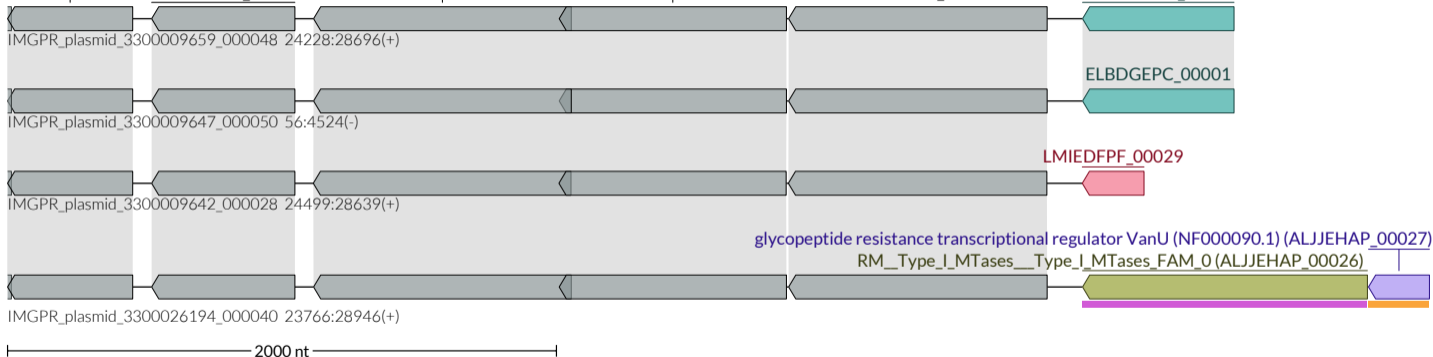 IMGPR_plasmid_3300009659_000048 24228:28696(+)
ELBDGEPC_00001
IMGPR_plasmid_3300009647_000050 56:4524(-)
LMIEDFPF_00029
IMGPR_plasmid_3300009642_000028 24499:28639(+)
glycopeptide resistance transcriptional regulator VanU (NF000090.1) (ALJJEHAP_00027)
RM__Type_I_MTases___Type_I_MTases_FAM_0 (ALJJEHAP_00026)
IMGPR_plasmid_3300026194_000040 23766:28946(+)
2000 nt